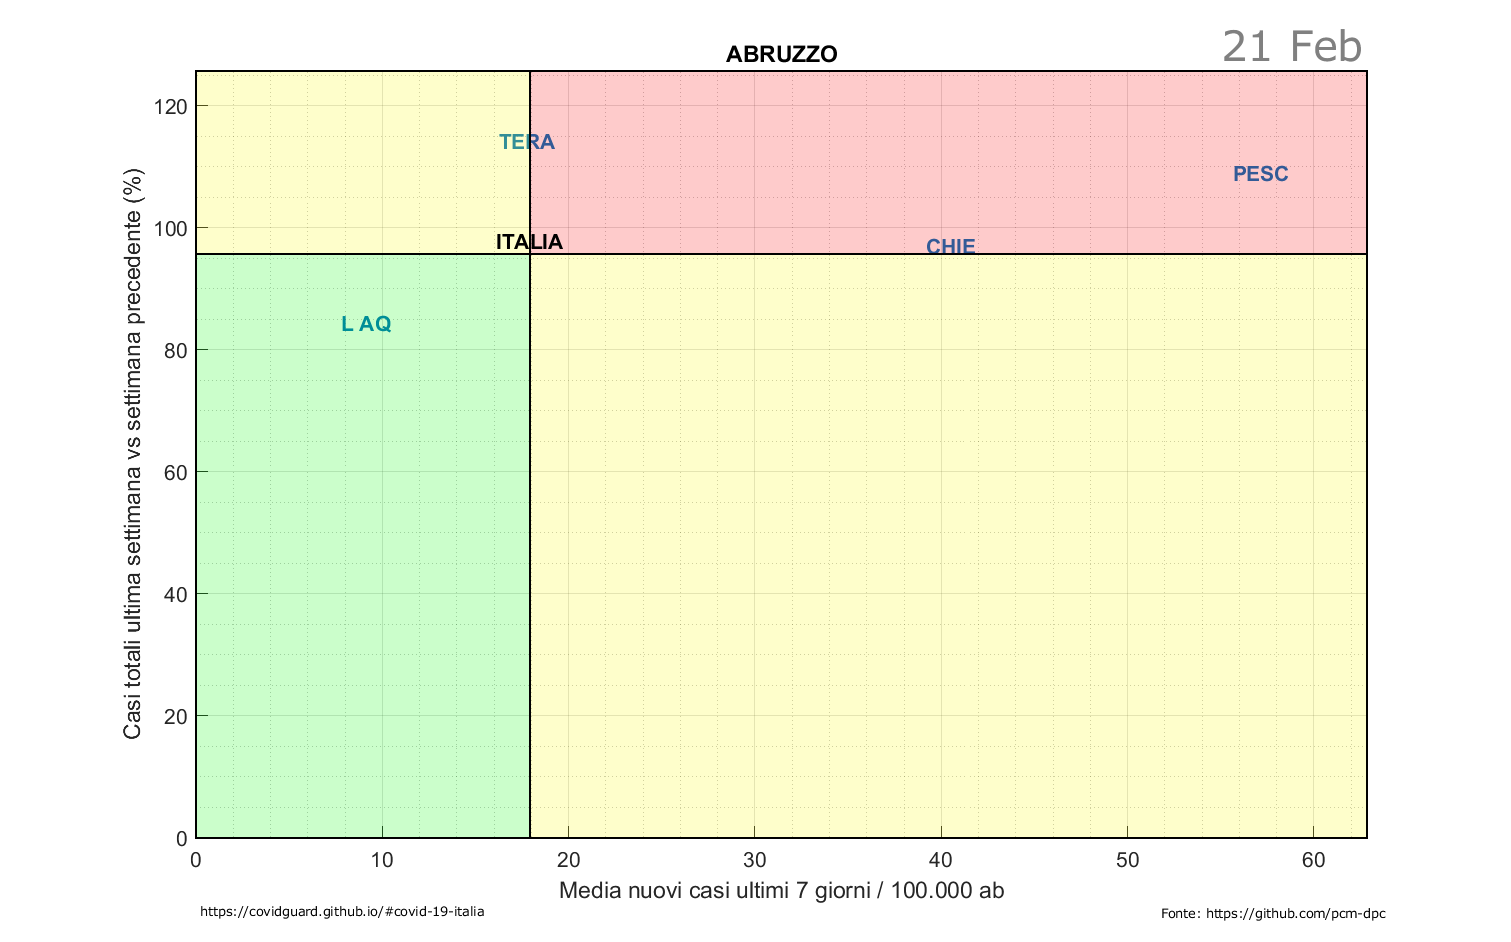 21 Feb
ABRUZZO
Casi totali ultima settimana vs settimana precedente (%)
120
100
80
60
40
20
0
TERA
PESC
ITALIA
CHIE
L AQ
0 10 20 30 40 50 60
Media nuovi casi ultimi 7 giorni / 100.000 ab
https://covidguard.github.io/#covid-19-italia
Fonte: https://github.com/pcm-dpc